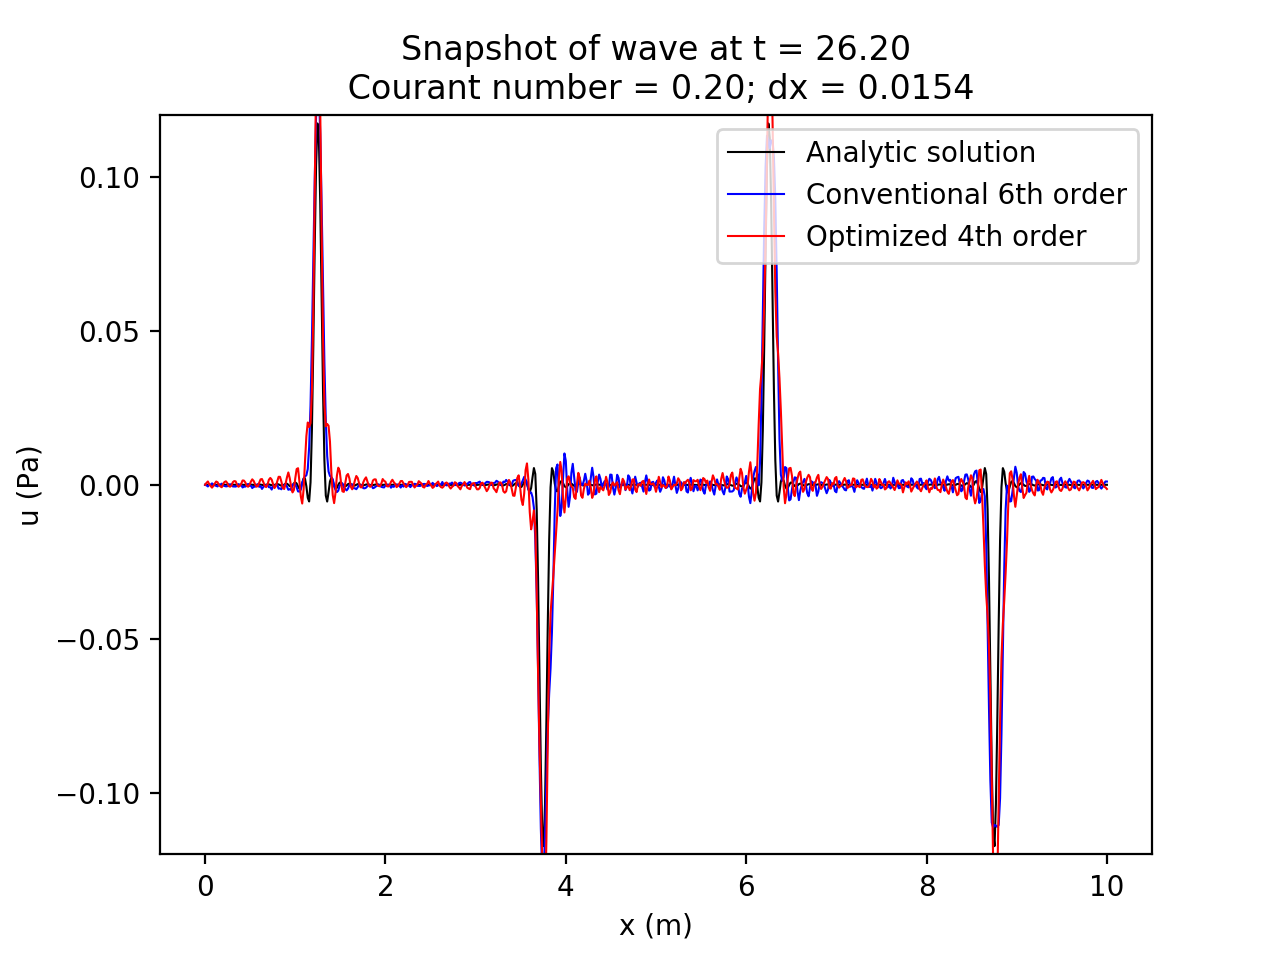 Snapshot of wave at t = 26.20
Courant number = 0.20; dx = 0.0154
Analytic solution
Conventional 6th order
Optimized 4th order
0.10
0.05
0.00
−0.05
−0.10
u (Pa)
0 2 4 6 8 10
x (m)